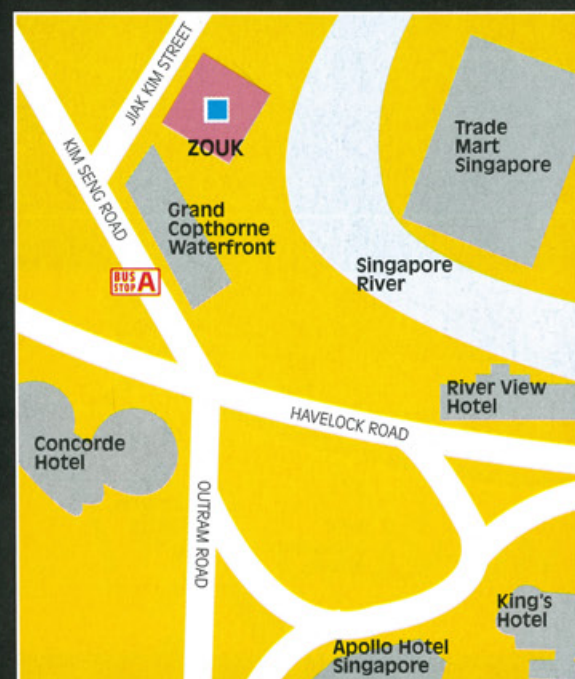 JIAK KIM STREET
ZOUK
Trade
Mart
Singapore
KIM SENG ROAD
Grand
Copthorne
Waterfront
Singapore
River
BUS
STOP A
River View
Hotel
HAVELOCK ROAD
Concorde
Hotel
OUTRAM ROAD
King's
Hotel
Apollo Hotel
Singapore